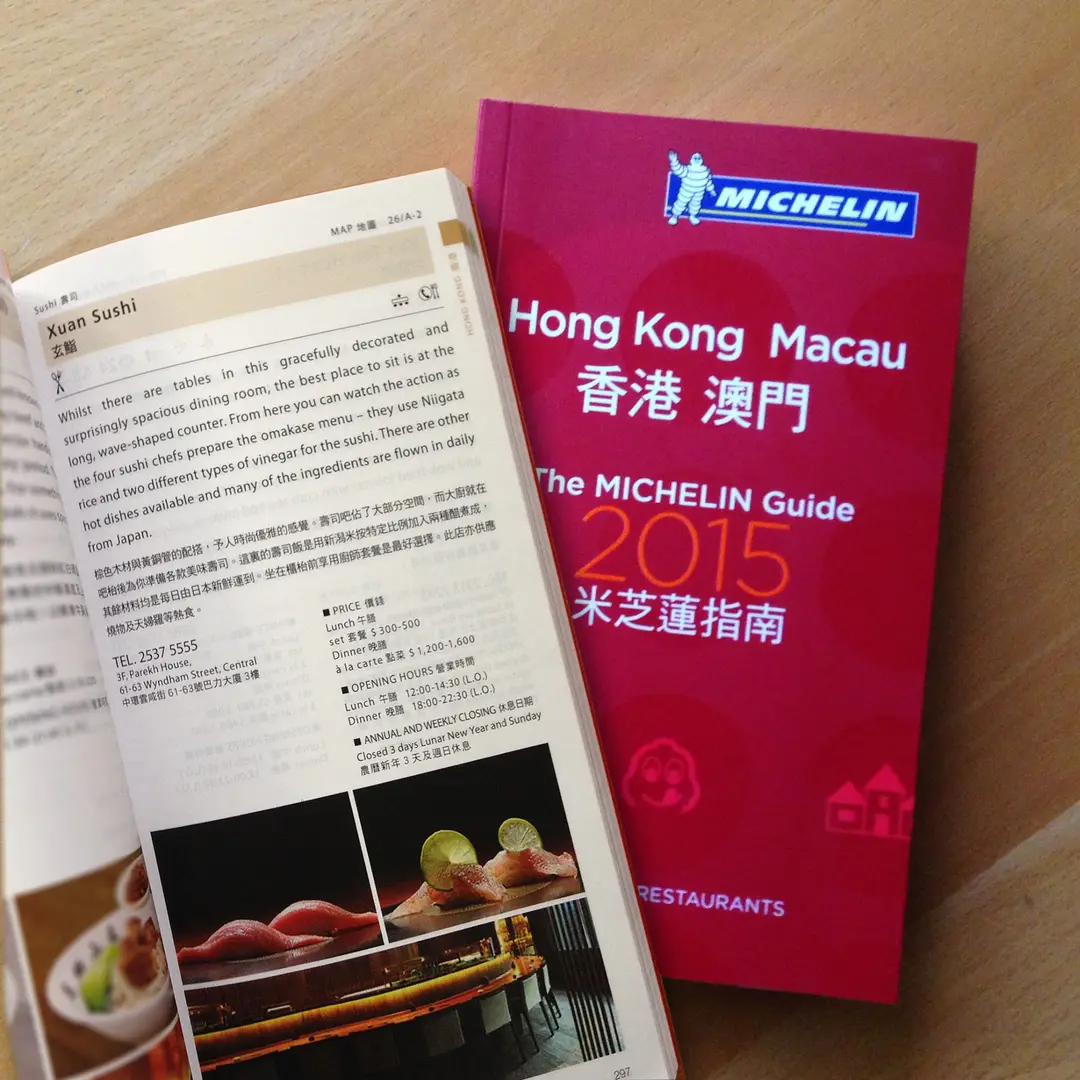 MAP 地圖 26/A-2
Sushi 壽司
Xuan Sushi
玄鮨
HONG KONG 香港
Whilst there are tables in this gracefully decorated and
surprisingly spacious dining room, the best place to sit is at the
long, wave-shaped counter. From here you can watch the action as
the four sushi chefs prepare the omakase menu – they use Niigata
rice and two different types of vinegar for the sushi. There are other
hot dishes available and many of the ingredients are flown in daily
from Japan.
棕色木材與黃銅管的配搭，予人時尚優雅的感覺。壽司吧佔了大部分空間，而大廚就在
吧枱後為你準備各款美味壽司。這裏的壽司飯是用新潟米按特定比例加入兩種醋煮成，
其餘材料均是每日由日本新鮮運到。坐在櫃枱前享用廚師套餐是最好選擇。此店亦供應
燒物及天婦羅等熱食。
TEL. 2537 5555
3F, Parekh House,
61-63 Wyndham Street, Central
中環雲咸街 61-63號巴力大廈 3樓
■ PRICE 價錢
Lunch 午膳
set 套餐 $ 300-500
Dinner 晚膳
à la carte 點菜 $ 1,200-1,600
■ OPENING HOURS 營業時間
Lunch 午膳 12:00-14:30 (L.O.)
Dinner 晚膳 18:00-22:30 (L.O.)
■ ANNUAL AND WEEKLY CLOSING 休息日期
Closed 3 days Lunar New Year and Sunday
農曆新年 3 天及週日休息
297
MICHELIN
Hong Kong Macau
香港 澳門
The MICHELIN Guide
2015
米芝蓮指南
RESTAURANTS